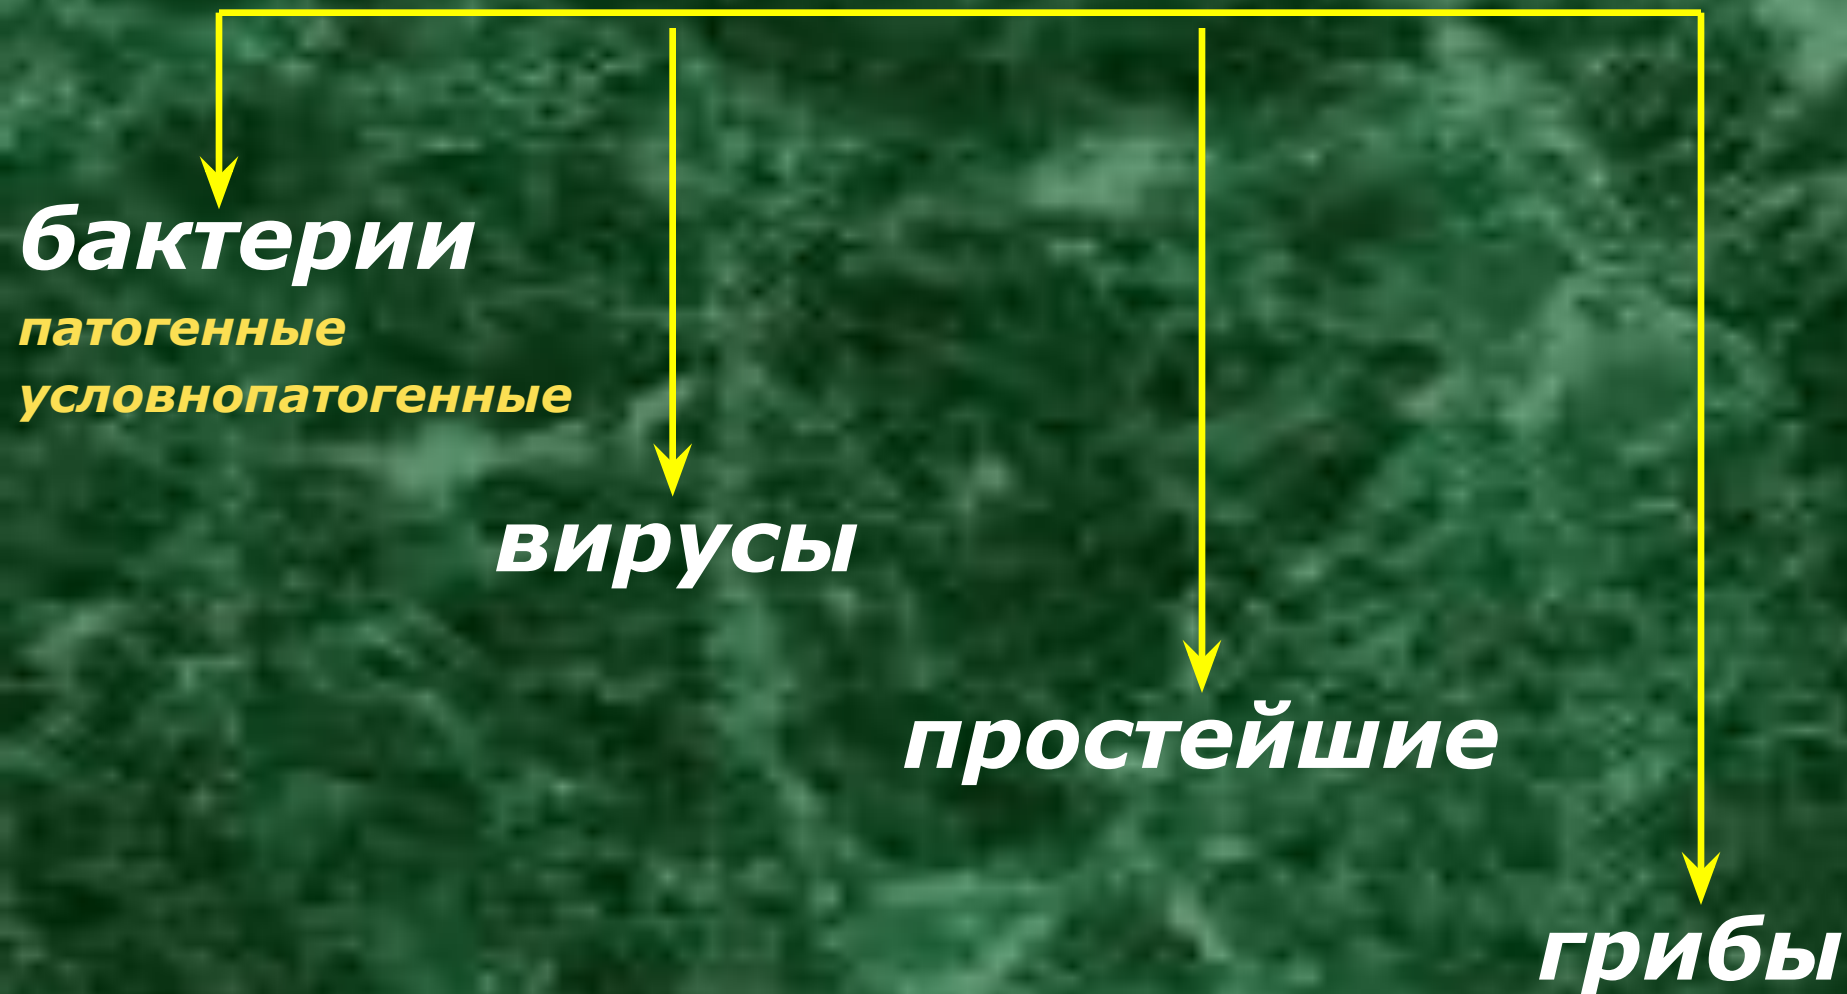 бактерии
патогенные
условнопатогенные
вирусы
простейшие
грибы